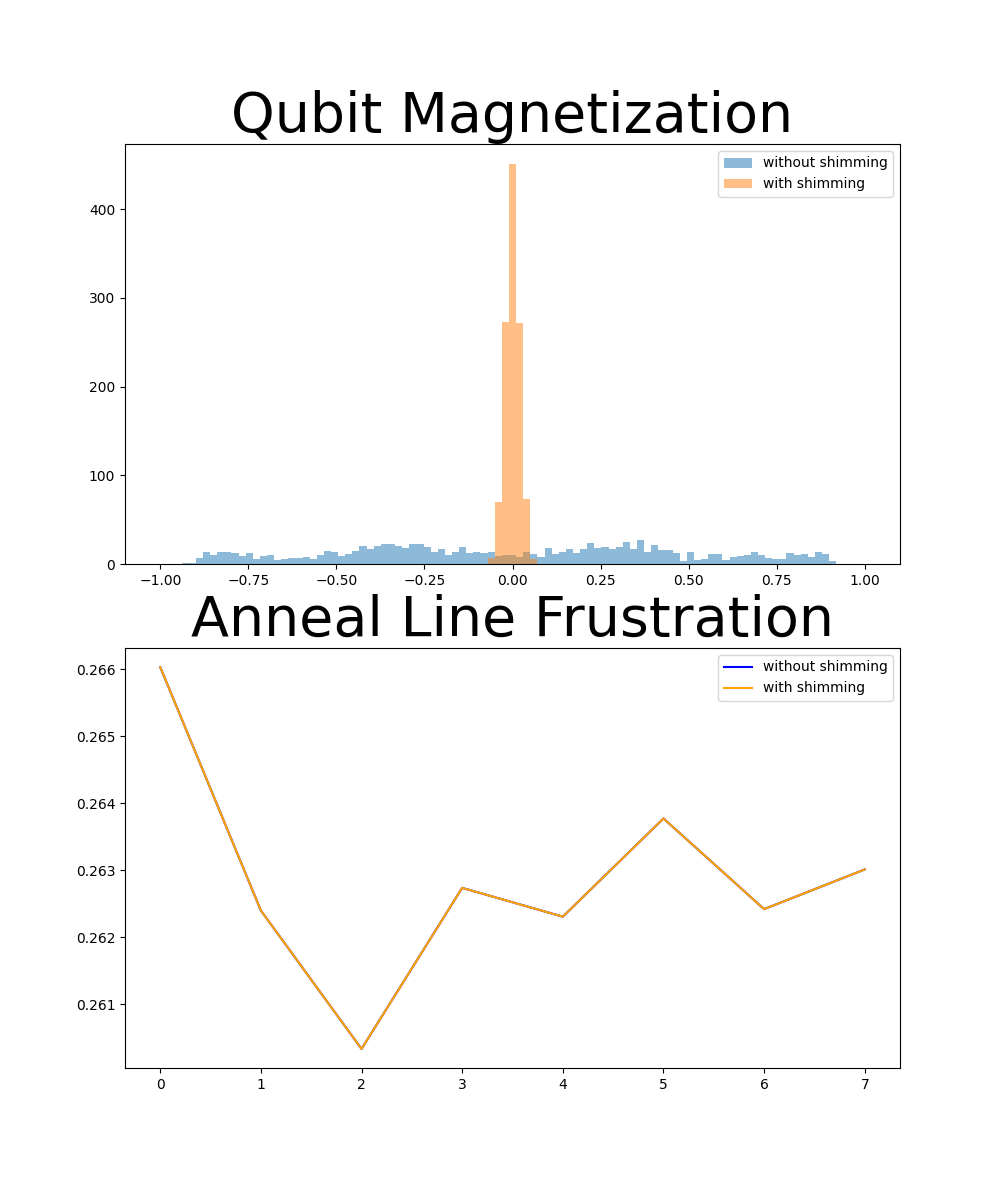 Qubit Magnetization
without shimming
with shimming
400
300
200
100
0
−1.00 −0.75 −0.50 −0.25 0.00 0.25 0.50 0.75 1.00
Anneal Line Frustration
without shimming
with shimming
0.266
0.265
0.264
0.263
0.262
0.261
0 1 2 3 4 5 6 7